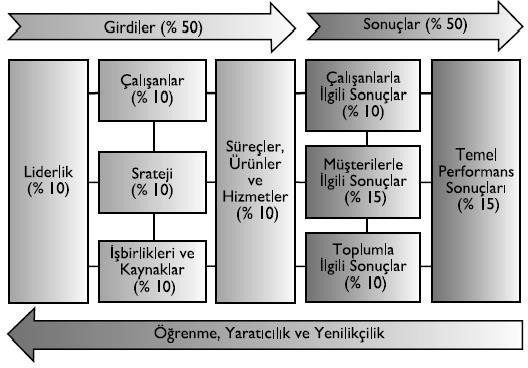 Girdiler (% 50)
Sonuçlar (% 50)
Liderlik
(% 10)
Çalışanlar
(% 10)
Srateji
(% 10)
İşbirlikleri ve
Kaynaklar
(% 10)
Süreçler,
Ürünler
ve
Hizmetler
(% 10)
Çalışanlarla
İlgili Sonuçlar
(% 10)
Müşterilerle
İlgili Sonuçlar
(% 15)
Toplumla
İlgili Sonuçlar
(% 10)
Temel
Performans
Sonuçları
(% 15)
Öğrenme, Yaratıcılık ve Yenilikçilik